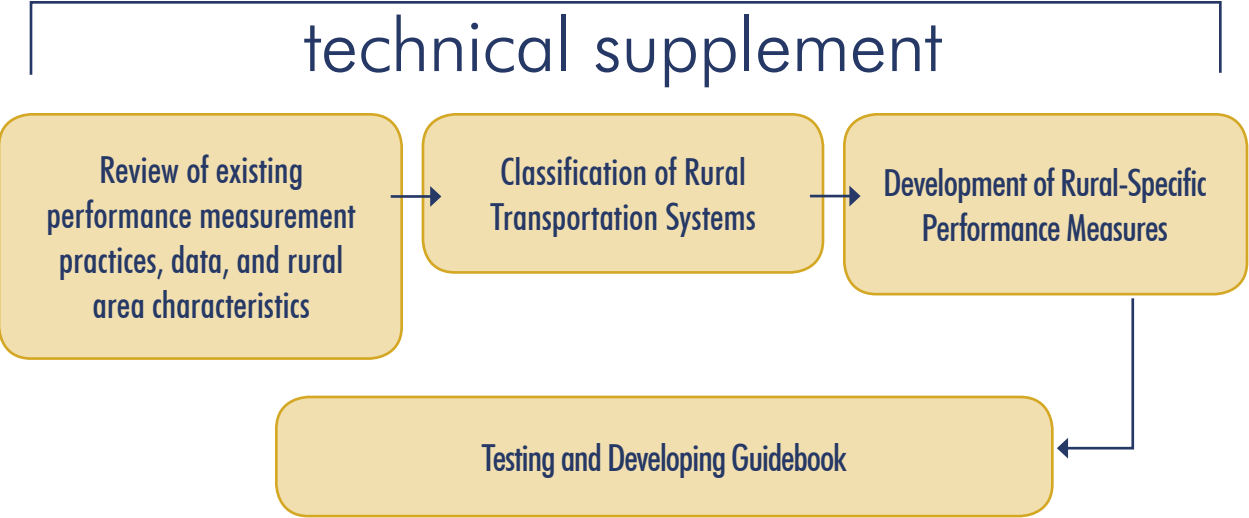 technical supplement
Review of existing
performance measurement
practices, data, and rural
area characteristics
Classification of Rural
Transportation Systems
Development of Rural-Specific
Performance Measures
Testing and Developing Guidebook